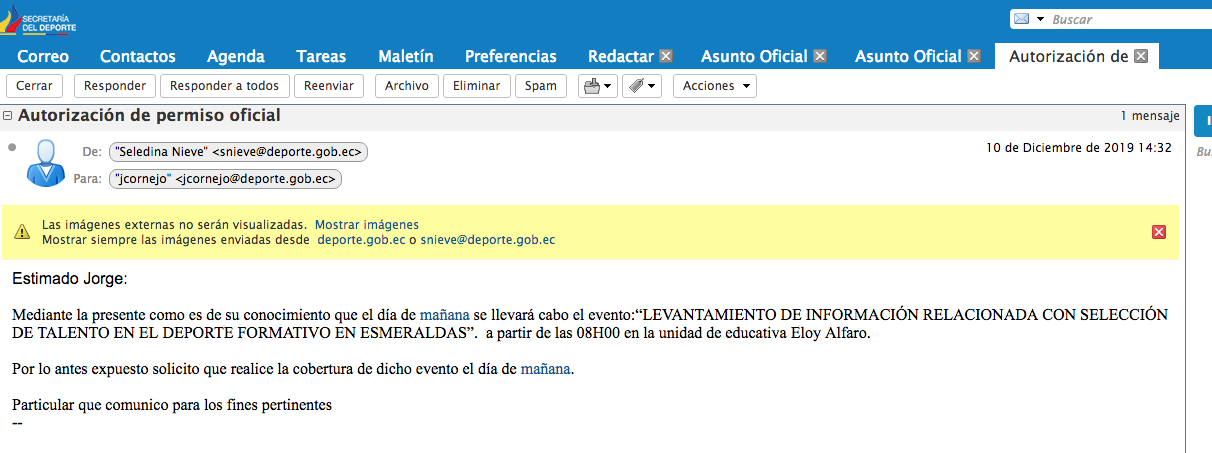 SECRETARÍA
DEL DEPORTE
Buscar
Correo Contactos Agenda Tareas Maletín Preferencias Redactar Asunto Oficial Asunto Oficial Autorización de
Cerrar Responder Responder a todos Reenviar Archivo Eliminar Spam Acciones
Autorización de permiso oficial 1 mensaje
De: "Seledina Nieve" <snieve@deporte.gob.ec> 10 de Diciembre de 2019 14:32
Para: "jcornejo" <jcornejo@deporte.gob.ec>
Las imágenes externas no serán visualizadas. Mostrar imágenes
Mostrar siempre las imágenes enviadas desde deporte.gob.ec o snieve@deporte.gob.ec
Estimado Jorge:
Mediante la presente como es de su conocimiento que el día de mañana se llevará cabo el evento:“LEVANTAMIENTO DE INFORMACIÓN RELACIONADA CON SELECCIÓN
DE TALENTO EN EL DEPORTE FORMATIVO EN ESMERALDAS”. a partir de las 08H00 en la unidad de educativa Eloy Alfaro.
Por lo antes expuesto solicito que realice la cobertura de dicho evento el día de mañana.
Particular que comunico para los fines pertinentes
--